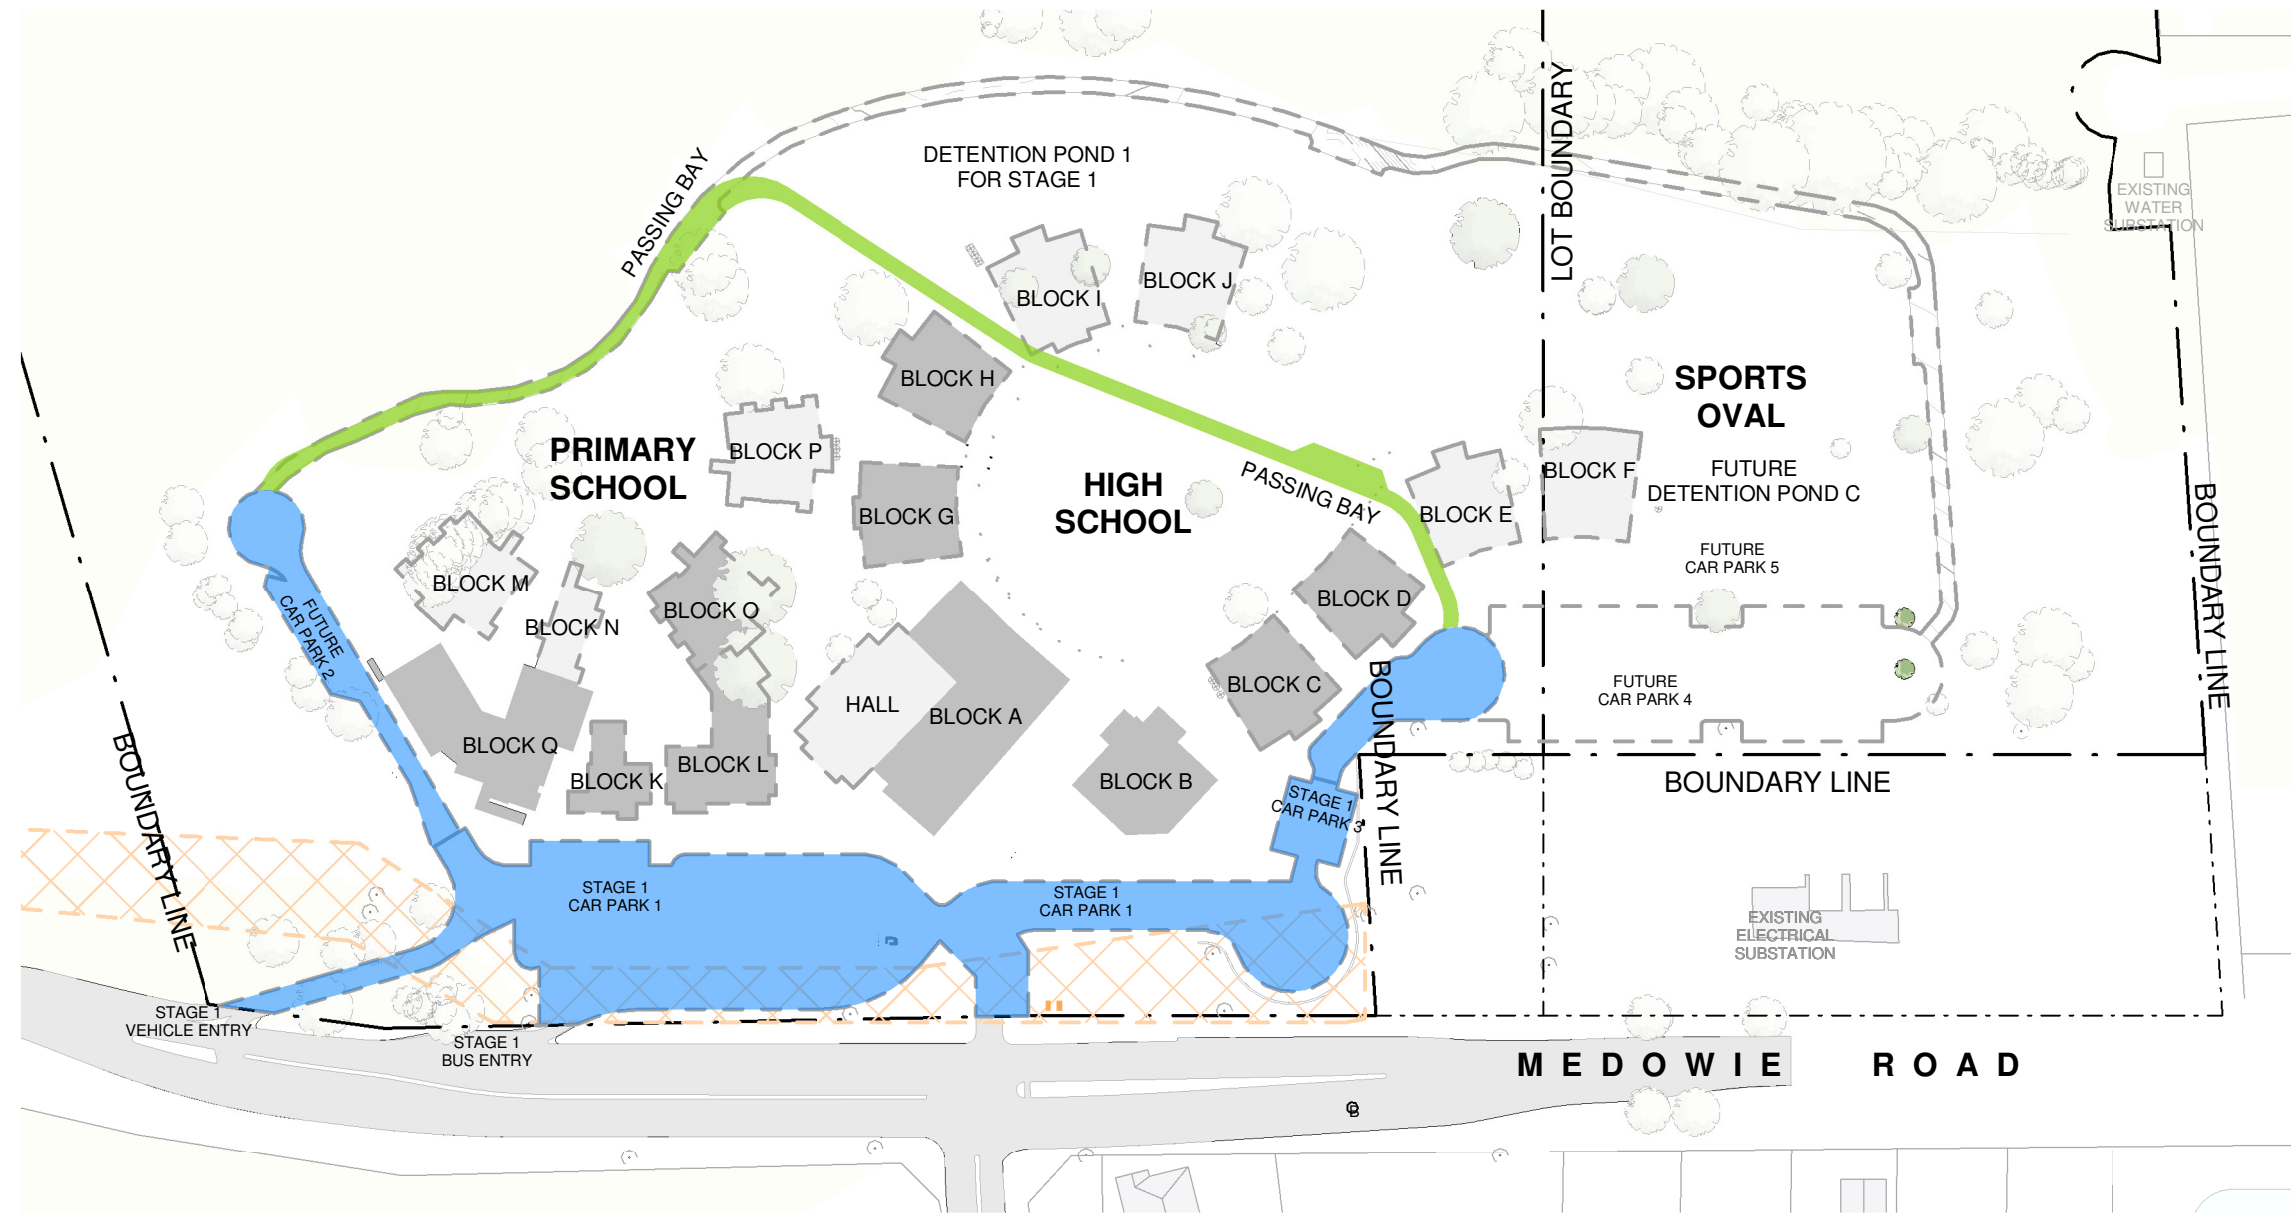 LOT BOUNDARY
PASSING BAY
DETENTION POND 1
FOR STAGE 1
EXISTING
WATER
SUBSTATION
BLOCK I
BLOCK J
BLOCK H
SPORTS
OVAL
PRIMARY
SCHOOL
BLOCK P
HIGH
SCHOOL
PASSING BAY
BLOCK F
FUTURE
DETENTION POND C
BLOCK G
BLOCK E
BOUNDARY LINE
FUTURE
CAR PARK 5
BLOCK M
BLOCK N
BLOCK O
BLOCK D
FUTURE
CAR PARK 2
BLOCK C
FUTURE
CAR PARK 4
HALL
BLOCK A
BLOCK Q
BLOCK K
BLOCK L
BLOCK B
BOUNDARY LINE
BOUNDARY LINE
BOUNDARY LINE
STAGE 1
CAR PARK 3
STAGE 1
CAR PARK 1
STAGE 1
CAR PARK 1
EXISTING
ELECTRICAL
SUBSTATION
STAGE 1
VEHICLE ENTRY
STAGE 1
BUS ENTRY
MEDOWIE ROAD